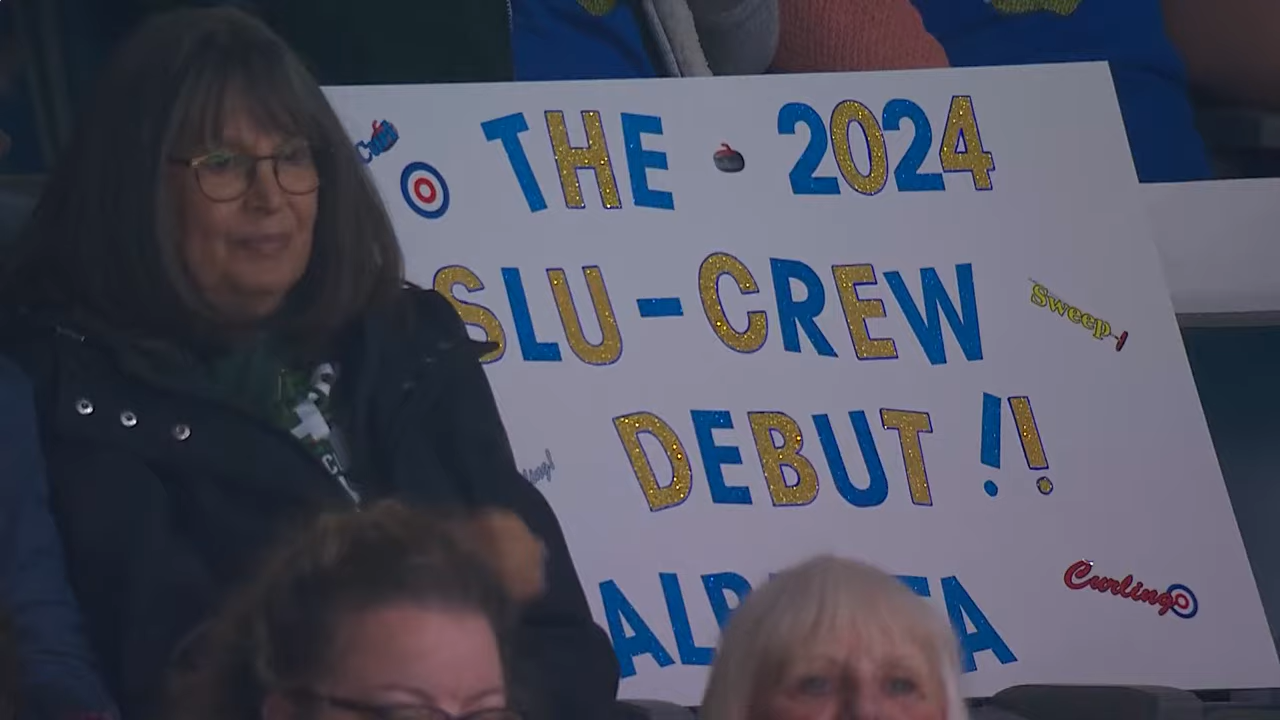 THE • 2024
SLU-CREW
Sweep
DEBUT!!
Curling